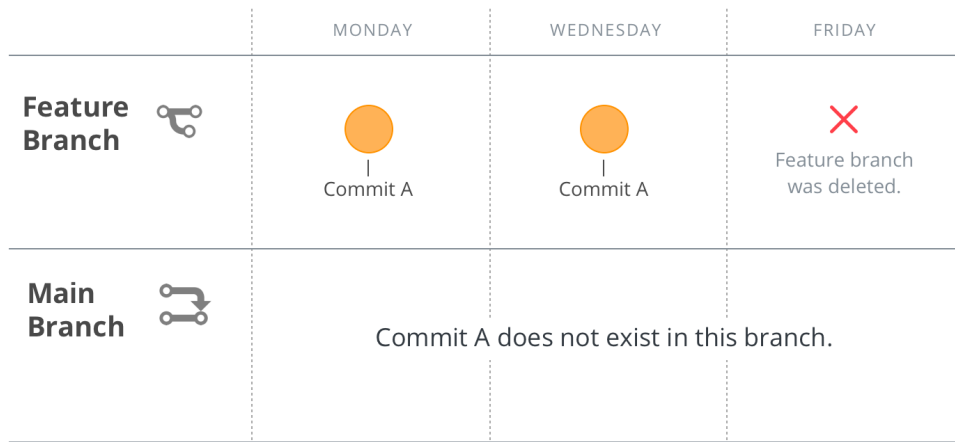 MONDAY
WEDNESDAY
FRIDAY
Feature
Branch
Commit A
Commit A
Feature branch
was deleted.
Main
Branch
Commit A does not exist in this branch.